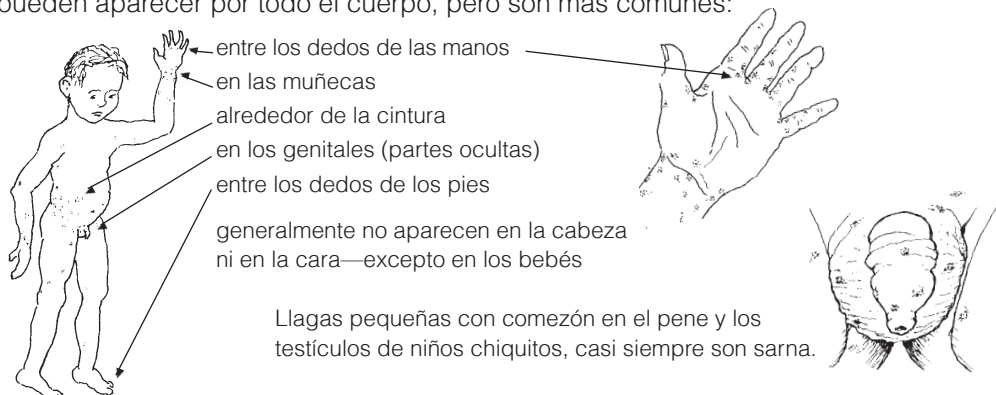 pueden aparecer por todo el cuerpo, pero son más comunes:
entre los dedos de las manos
en las muñecas
alrededor de la cintura
en los genitales (partes ocultas)
entre los dedos de los pies
generalmente no aparecen en la cabeza
ni en la cara—excepto en los bebés
Llagas pequeñas con comezón en el pene y los
testículos de niños chiquitos, casi siempre son sarna.